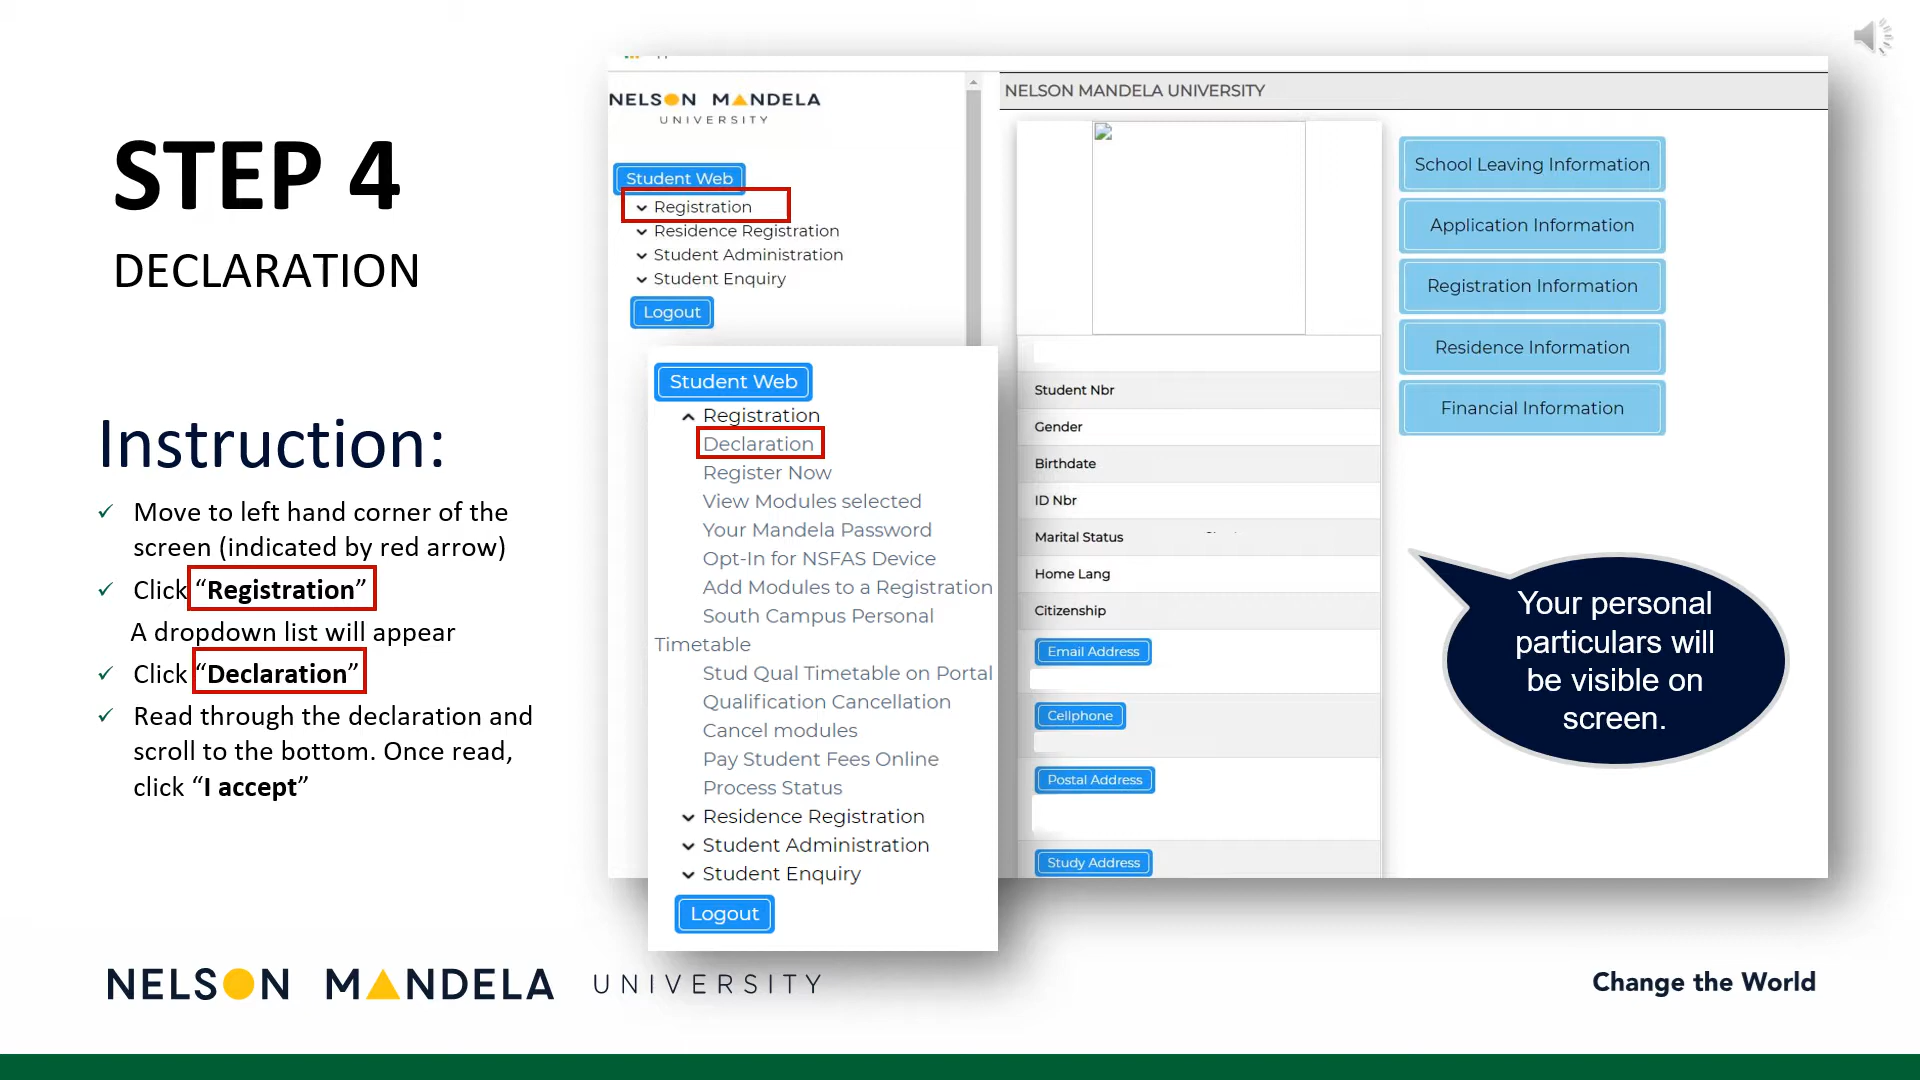 STEP 4
DECLARATION
Instruction:
✓ Move to left hand corner of the
screen (indicated by red arrow)
✓ Click “Registration”
A dropdown list will appear
✓ Click “Declaration”
✓ Read through the declaration and
scroll to the bottom. Once read,
click “I accept”
NELSON MANDELA
UNIVERSITY
Student Web
Registration
Residence Registration
Student Administration
Student Enquiry
Logout
Student Web
Registration
Declaration
Register Now
View Modules selected
Your Mandela Password
Opt-In for NSFAS Device
Add Modules to a Registration
South Campus Personal
Timetable
Stud Qual Timetable on Portal
Qualification Cancellation
Cancel modules
Pay Student Fees Online
Process Status
Residence Registration
Student Administration
Student Enquiry
Logout
NELSON MANDELA UNIVERSITY
Student Nbr
Gender
Birthdate
ID Nbr
Marital Status
Home Lang
Citizenship
Email Address
Cellphone
Postal Address
Study Address
School Leaving Information
Application Information
Registration Information
Residence Information
Financial Information
Your personal
particulars will
be visible on
screen.
NELSON MANDELA UNIVERSITY
Change the World